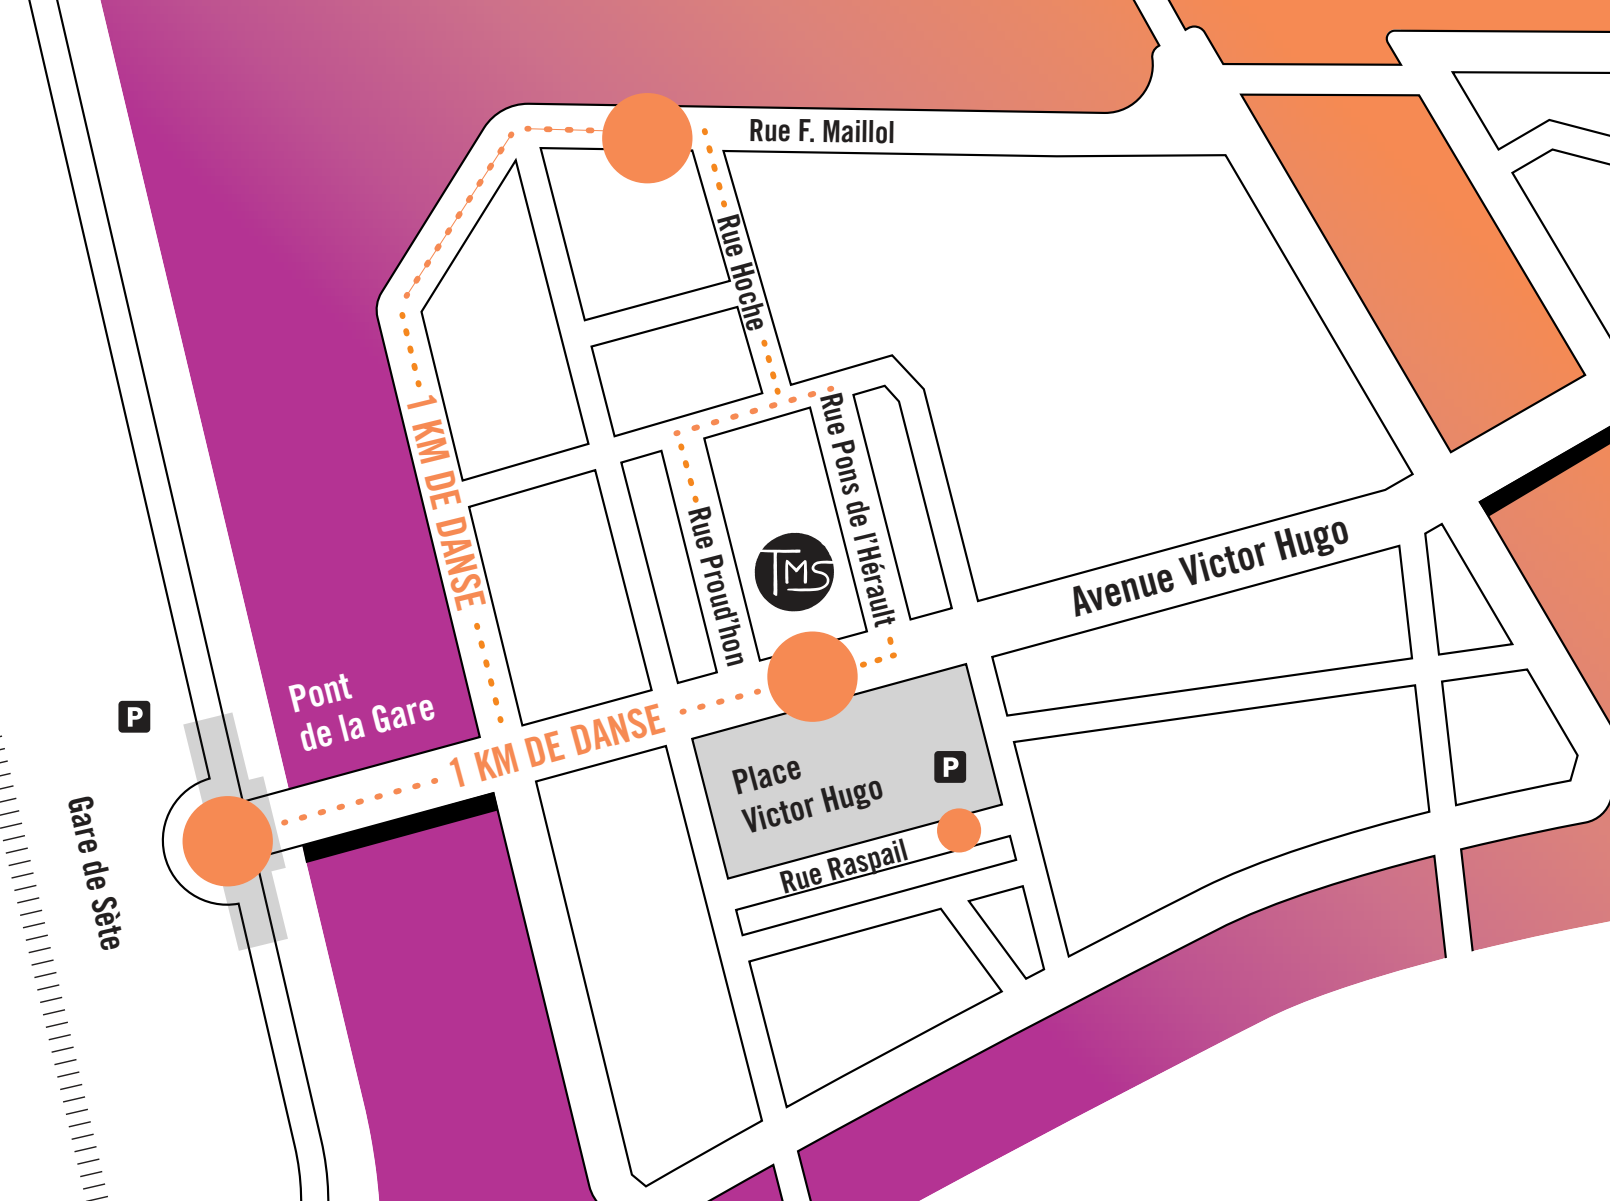 Rue F. Maillol
Rue Hoche
1 KM DE DANSE
Rue Pons de l'Hérault
Rue Proud'hon
TMS
Avenue Victor Hugo
Pont
de la Gare
P
1 KM DE DANSE
Place
Victor Hugo
P
Gare de Sète
Rue Raspail